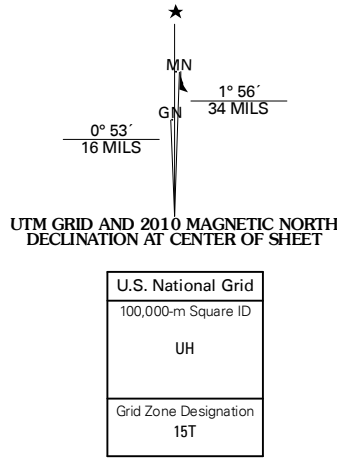 ★
MN
1° 56´
34 MILS
GN
0° 53´
16 MILS
UTM GRID AND 2010 MAGNETIC NORTH
DECLINATION AT CENTER OF SHEET
U.S. National Grid
100,000-m Square ID
UH
Grid Zone Designation
15T